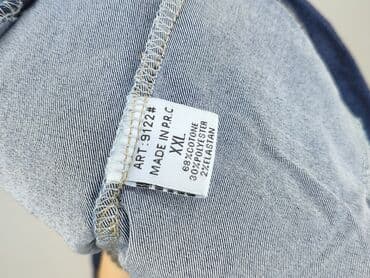 ART:9122#
MADE IN P.R.C
XXL
68%COTONE
30%POLYESTER
2%ELASTAN